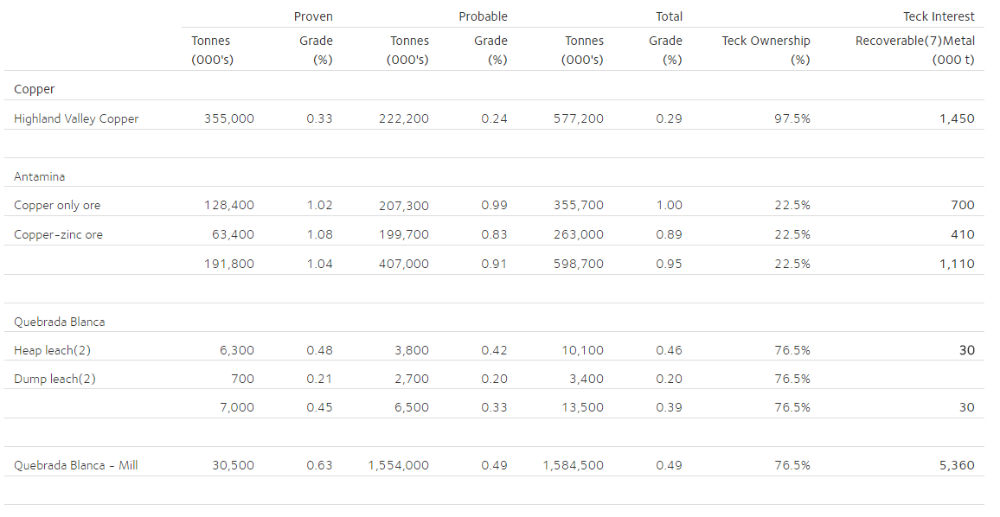 Proven Probable Total Teck Interest
Tonnes Grade Tonnes Grade Tonnes Grade Teck Ownership Recoverable(7)Metal
(000's) (%) (000's) (%) (000's) (%) (%) (000 t)
Copper
Highland Valley Copper 355,000 0.33 222,200 0.24 577,200 0.29 97.5% 1,450
Antamina
Copper only ore 128,400 1.02 207,300 0.99 355,700 1.00 22.5% 700
Copper-zinc ore 63,400 1.08 199,700 0.83 263,000 0.89 22.5% 410
191,800 1.04 407,000 0.91 598,700 0.95 22.5% 1,110
Quebrada Blanca
Heap leach(2) 6,300 0.48 3,800 0.42 10,100 0.46 76.5% 30
Dump leach(2) 700 0.21 2,700 0.20 3,400 0.20 76.5%
7,000 0.45 6,500 0.33 13,500 0.39 76.5% 30
Quebrada Blanca - Mill 30,500 0.63 1,554,000 0.49 1,584,500 0.49 76.5% 5,360